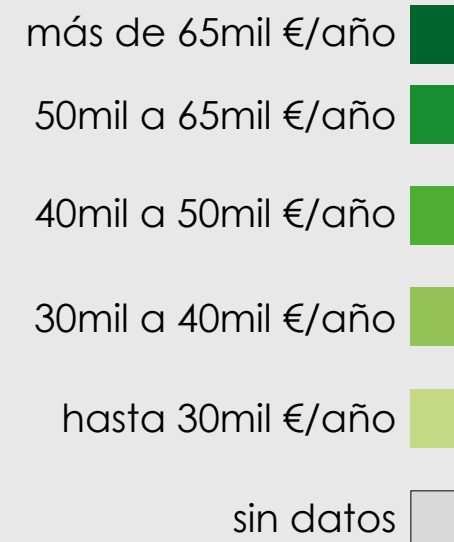 más de 65mil €/año
50mil a 65mil €/año
40mil a 50mil €/año
30mil a 40mil €/año
hasta 30mil €/año
sin datos